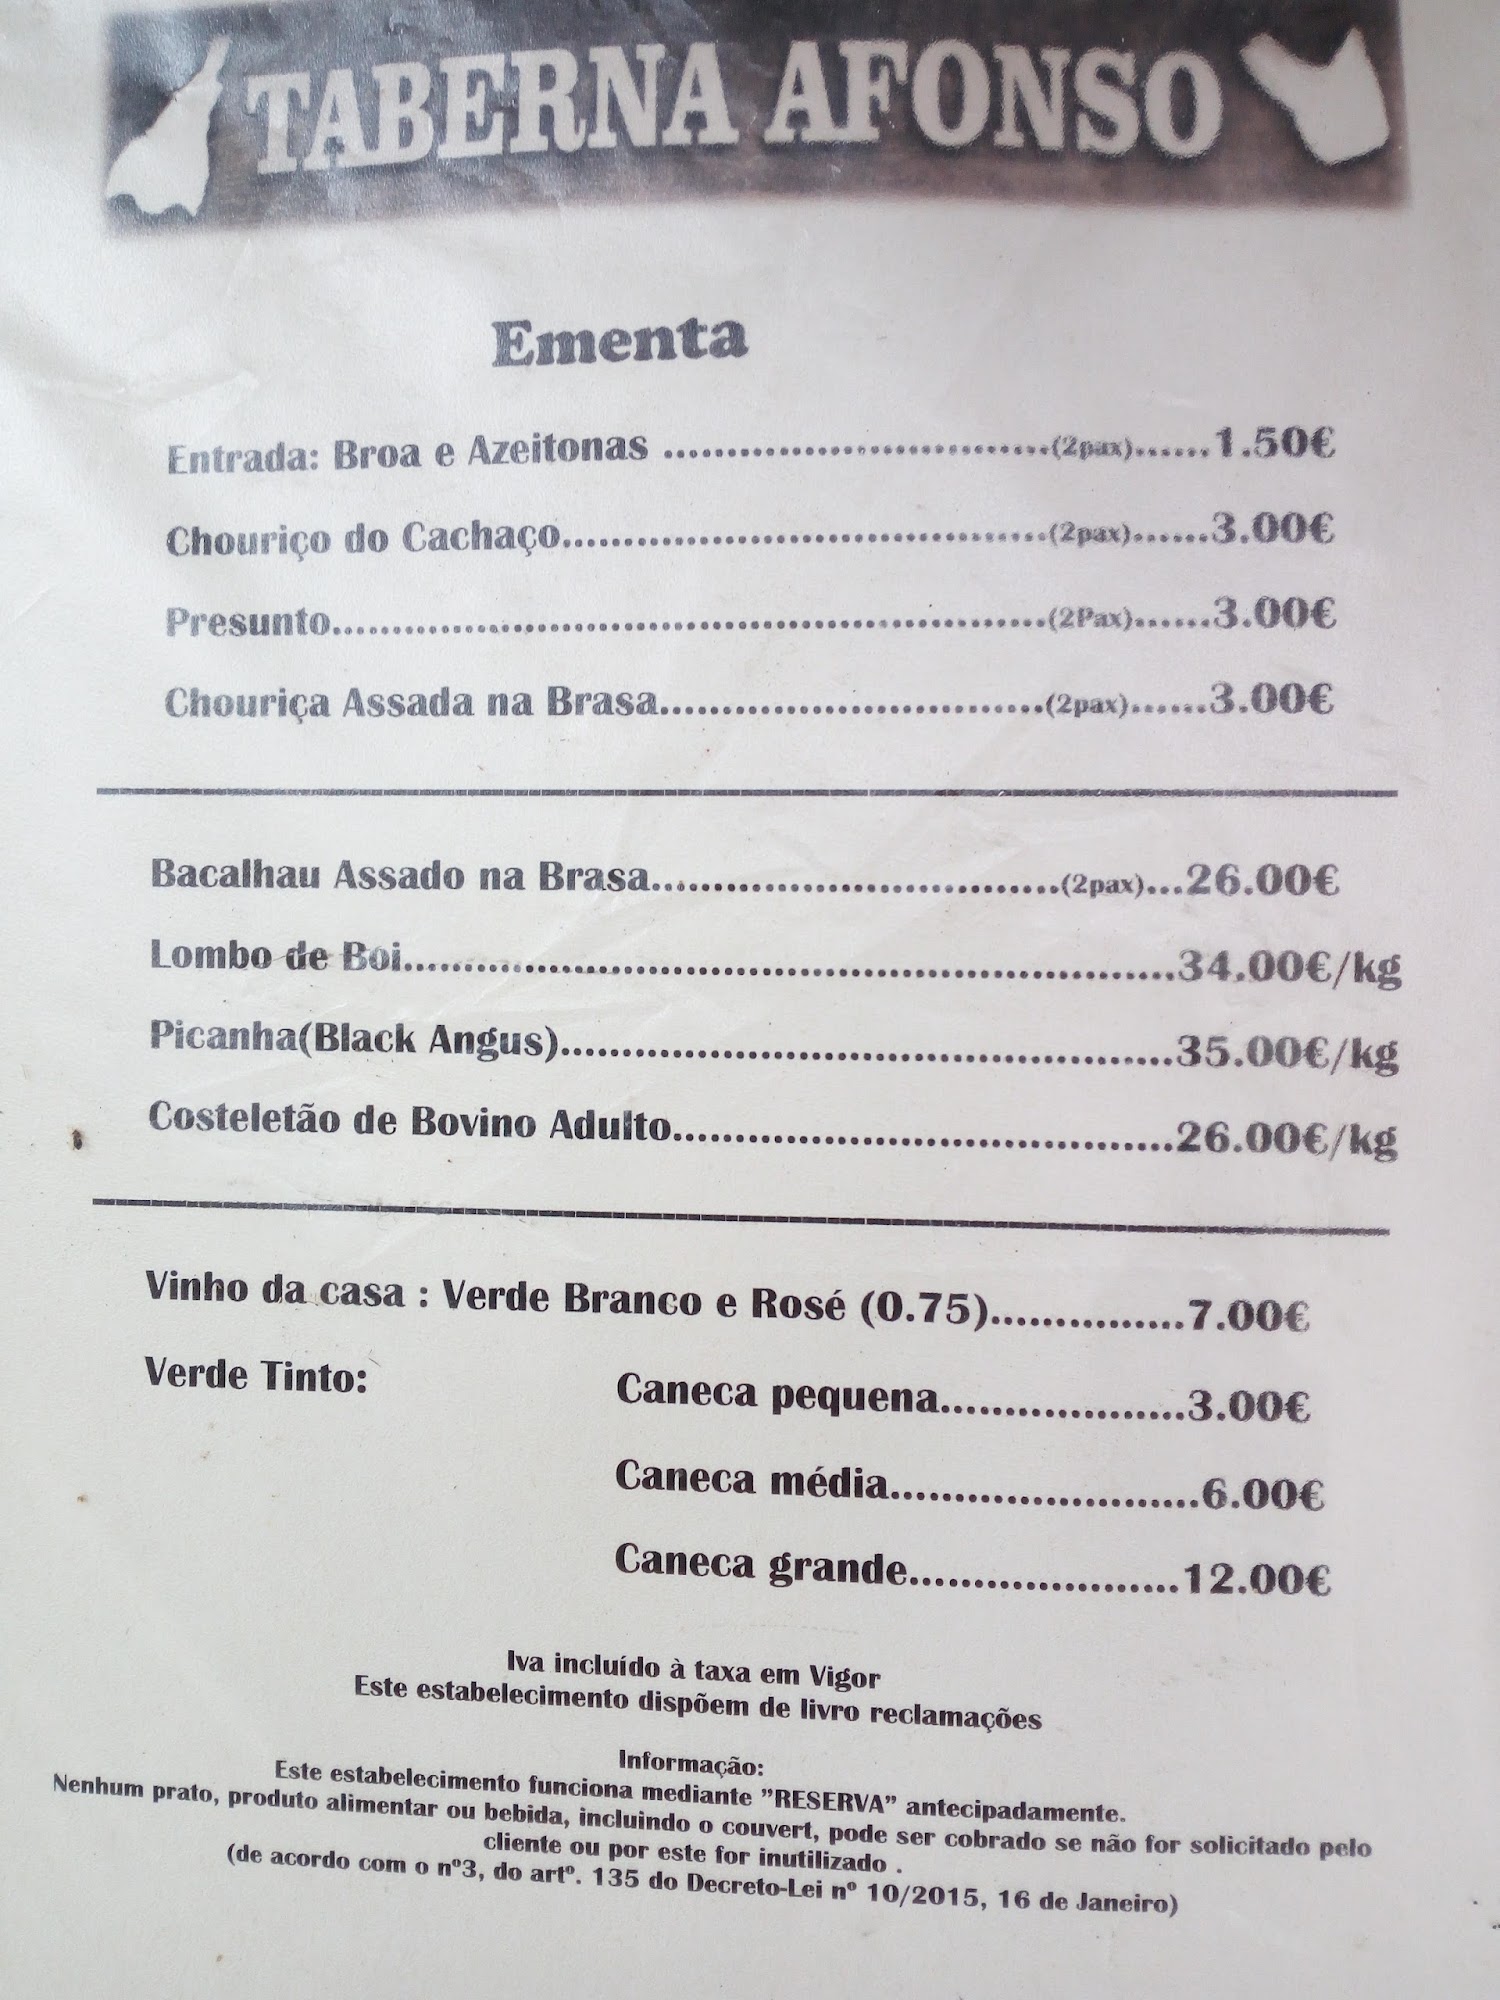 TABERNA AFONSO
Ementa
Entrada: Broa e Azeitonas ...............................(2pax)......1.50€
Chouriço do Cachaço.......................................(2pax)......3.00€
Presunto..........................................................(2Pax)......3.00€
Chouriça Assada na Brasa...............................(2pax)......3.00€
Bacalhau Assado na Brasa.................................(2pax)...26.00€
Lombo de Boi..............................................................34.00€/kg
Picanha(Black Angus).................................................35.00€/kg
Costeletão de Bovino Adulto........................................26.00€/kg
Vinho da casa : Verde Branco e Rosé (0.75)...............7.00€
Verde Tinto: Caneca pequena...................3.00€
Caneca média........................6.00€
Caneca grande.....................12.00€
Iva incluído à taxa em Vigor
Este estabelecimento dispõem de livro reclamações
Informação:
Este estabelecimento funciona mediante ”RESERVA” antecipadamente.
Nenhum prato, produto alimentar ou bebida, incluindo o couvert, pode ser cobrado se não for solicitado pelo
cliente ou por este for inutilizado .
(de acordo com o nº3, do artº. 135 do Decreto-Lei nº 10/2015, 16 de Janeiro)